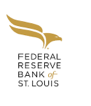 FEDERAL
RESERVE
BANK of
ST. LOUIS